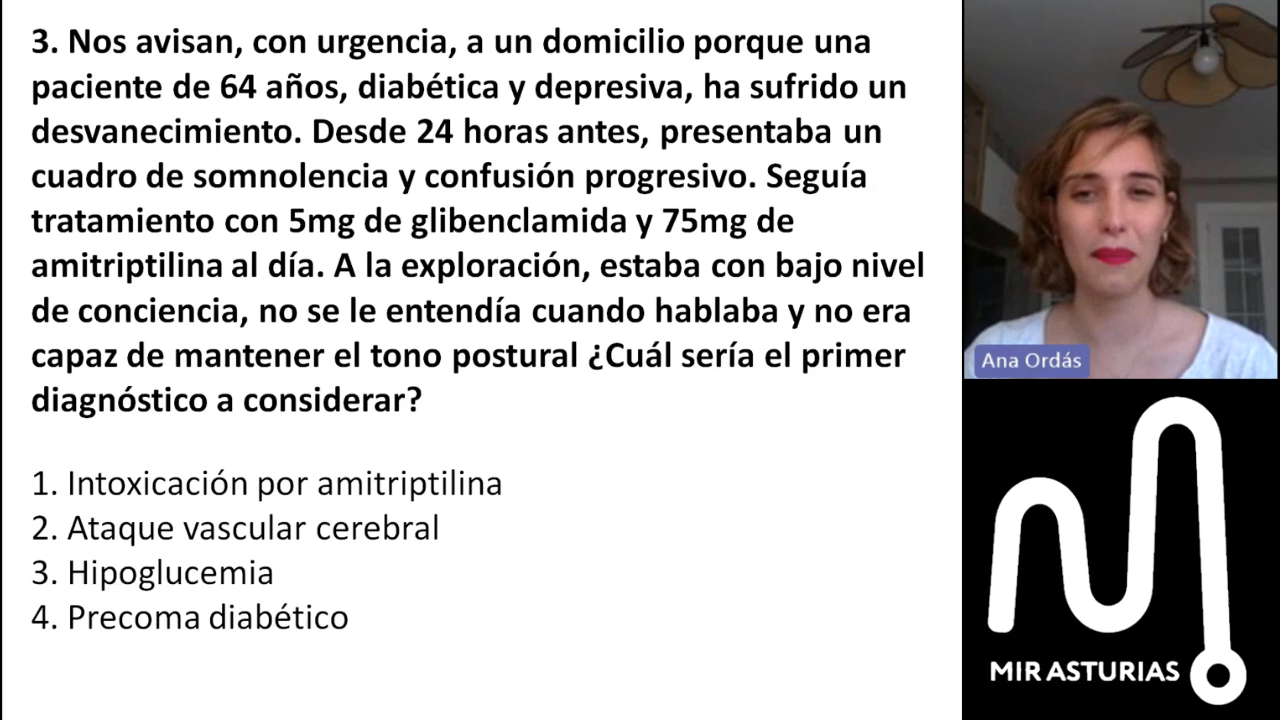 3. Nos avisan, con urgencia, a un domicilio porque una
paciente de 64 años, diabética y depresiva, ha sufrido un
desvanecimiento. Desde 24 horas antes, presentaba un
cuadro de somnolencia y confusión progresivo. Seguía
tratamiento con 5mg de glibenclamida y 75mg de
amitriptilina al día. A la exploración, estaba con bajo nivel
de conciencia, no se le entendía cuando hablaba y no era
capaz de mantener el tono postural ¿Cuál sería el primer
diagnóstico a considerar?
1. Intoxicación por amitriptilina
2. Ataque vascular cerebral
3. Hipoglucemia
4. Precoma diabético
Ana Ordás
MIR ASTURIAS